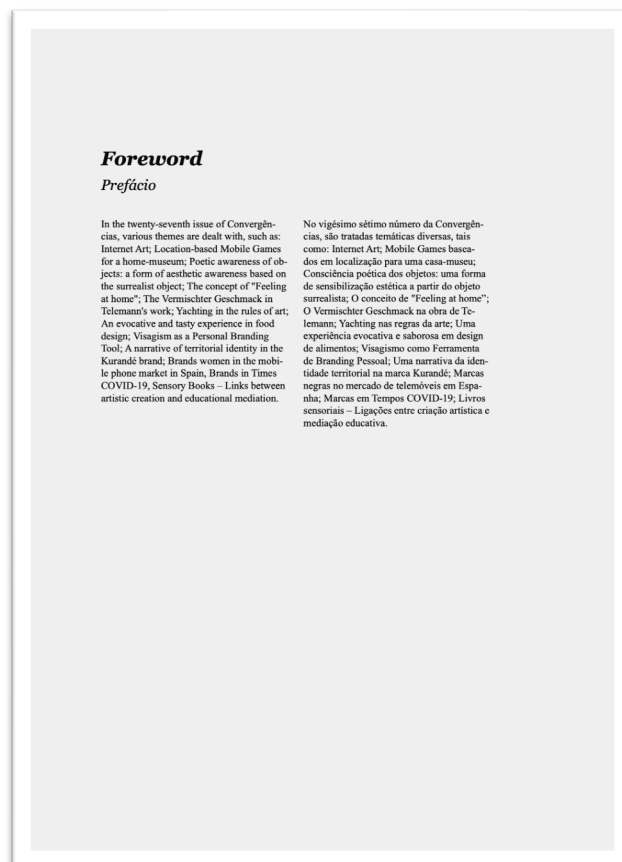 Foreword
Prefácio
In the twenty-seventh issue of Convergên-
cias, various themes are dealt with, such as:
Internet Art; Location-based Mobile Games
for a home-museum; Poetic awareness of ob-
jects: a form of aesthetic awareness based on
the surrealist object; The concept of "Feeling
at home"; The Vermischter Geschmack in
Telemann's work; Yachting in the rules of art;
An evocative and tasty experience in food
design; Visagism as a Personal Branding
Tool; A narrative of territorial identity in the
Kurandé brand; Brands women in the mobi-
le phone market in Spain, Brands in Times
COVID-19, Sensory Books – Links between
artistic creation and educational mediation.
No vigésimo sétimo número da Convergên-
cias, são tratadas temáticas diversas, tais
como: Internet Art; Mobile Games basea-
dos em localização para uma casa-museu;
Consciência poética dos objetos: uma forma
de sensibilização estética a partir do objeto
surrealista; O conceito de "Feeling at home";
O Vermischter Geschmack na obra de Te-
lemann; Yachting nas regras da arte; Uma
experiência evocativa e saborosa em design
de alimentos; Visagismo como Ferramenta
de Branding Pessoal; Uma narrativa da iden-
tidade territorial na marca Kurandé; Marcas
negras no mercado de telemóveis em Espa-
nha; Marcas em Tempos COVID-19; Livros
sensoriais – Ligações entre criação artística e
mediação educativa.